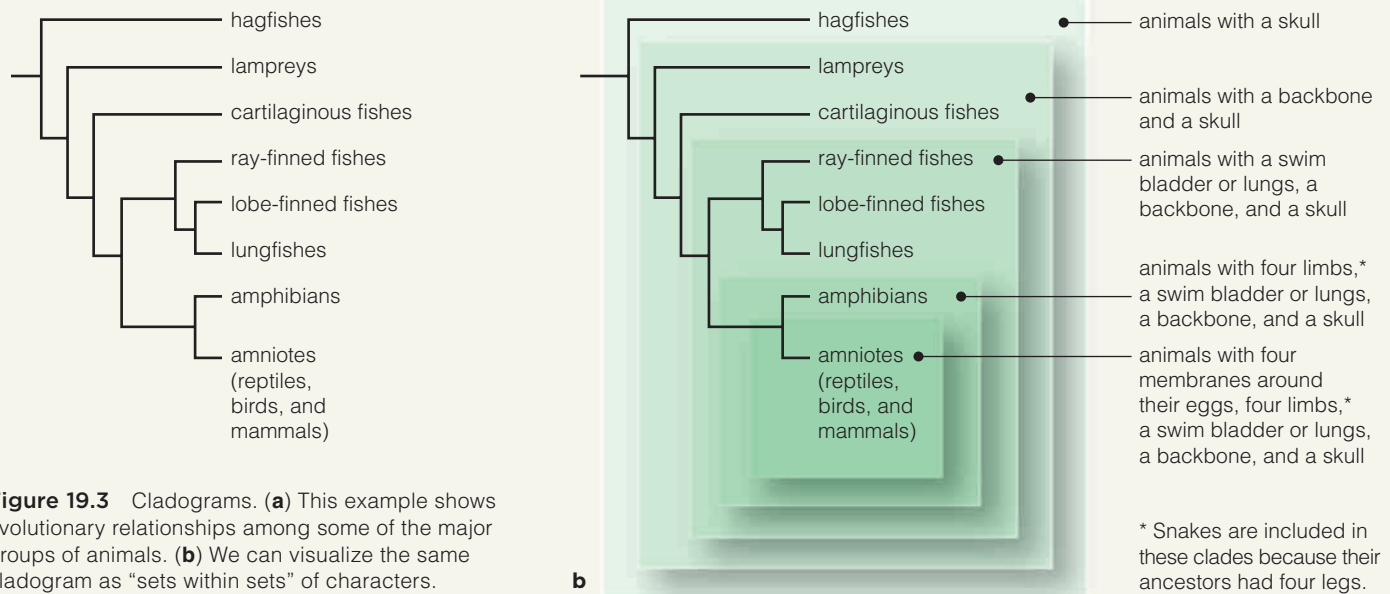 hagfishes
lampreys
cartilaginous fishes
ray-finned fishes
lobe-finned fishes
lungfishes
amphibians
amniotes
(reptiles,
birds, and
mammals)
igure 19.3 Cladograms. (a) This example shows
volutionary relationships among some of the major
roups of animals. (b) We can visualize the same
ladogram as “sets within sets” of characters.
hagfishes
lampreys
cartilaginous fishes
ray-finned fishes
lobe-finned fishes
lungfishes
amphibians
amniotes
(reptiles,
birds, and
mammals)
b
animals with a skull
animals with a backbone
and a skull
animals with a swim
bladder or lungs, a
backbone, and a skull
animals with four limbs,*
a swim bladder or lungs,
a backbone, and a skull
animals with four
membranes around
their eggs, four limbs,*
a swim bladder or lungs,
a backbone, and a skull
* Snakes are included in
these clades because their
ancestors had four legs.